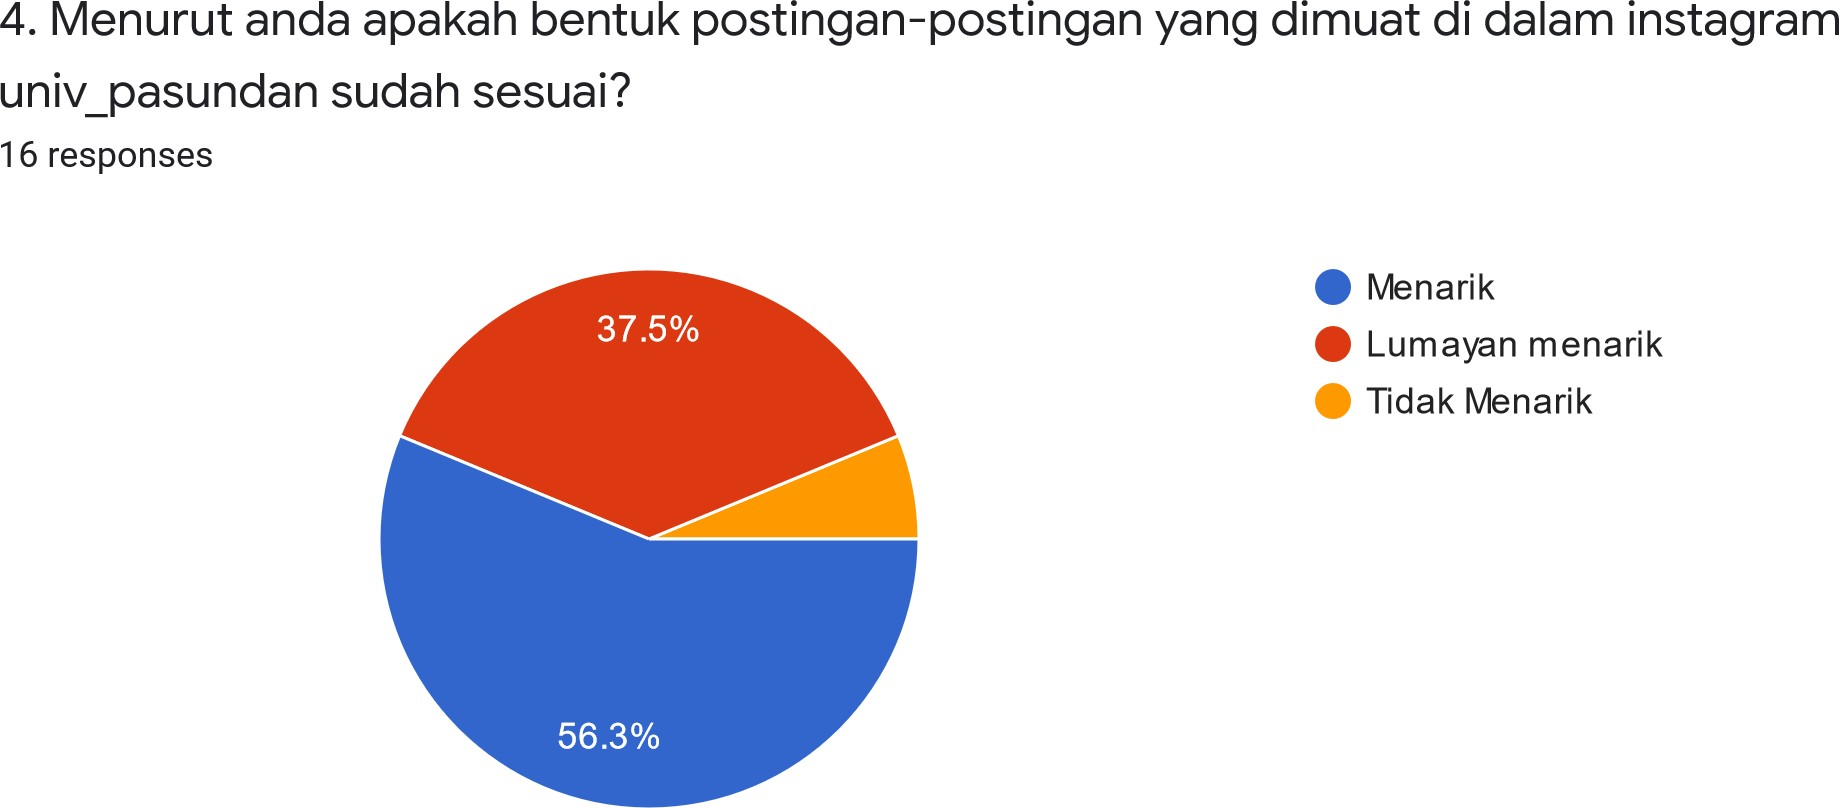 4. Menurut anda apakah bentuk postingan-postingan yang dimuat di dalam instagram
univ_pasundan sudah sesuai?
16 responses
37.5%
56.3%
Menarik
Lumayan menarik
Tidak Menarik